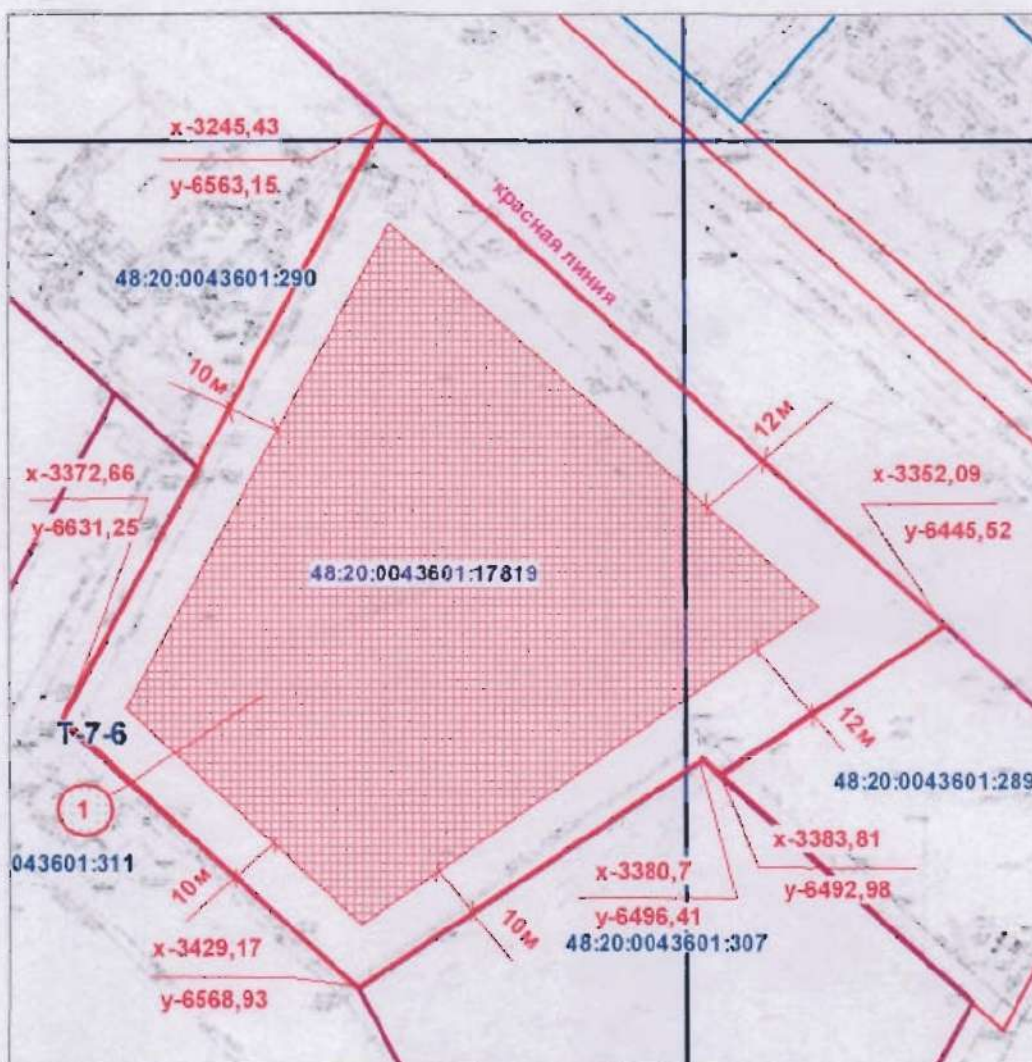 x-3245,43
y-6563,15
красная линия
48:20:0043601:290
10м
12м
x-3372,66
y-6631,25
x-3352,09
y-6445,52
48:20:0043601:17819
Т-7-6
12м
48:20:0043601:289
1
x-3383,81
y-6492,98
043601:311
10м
x-3380,7
y-6496,41
10м
48:20:0043601:307
x-3429,17
y-6568,93